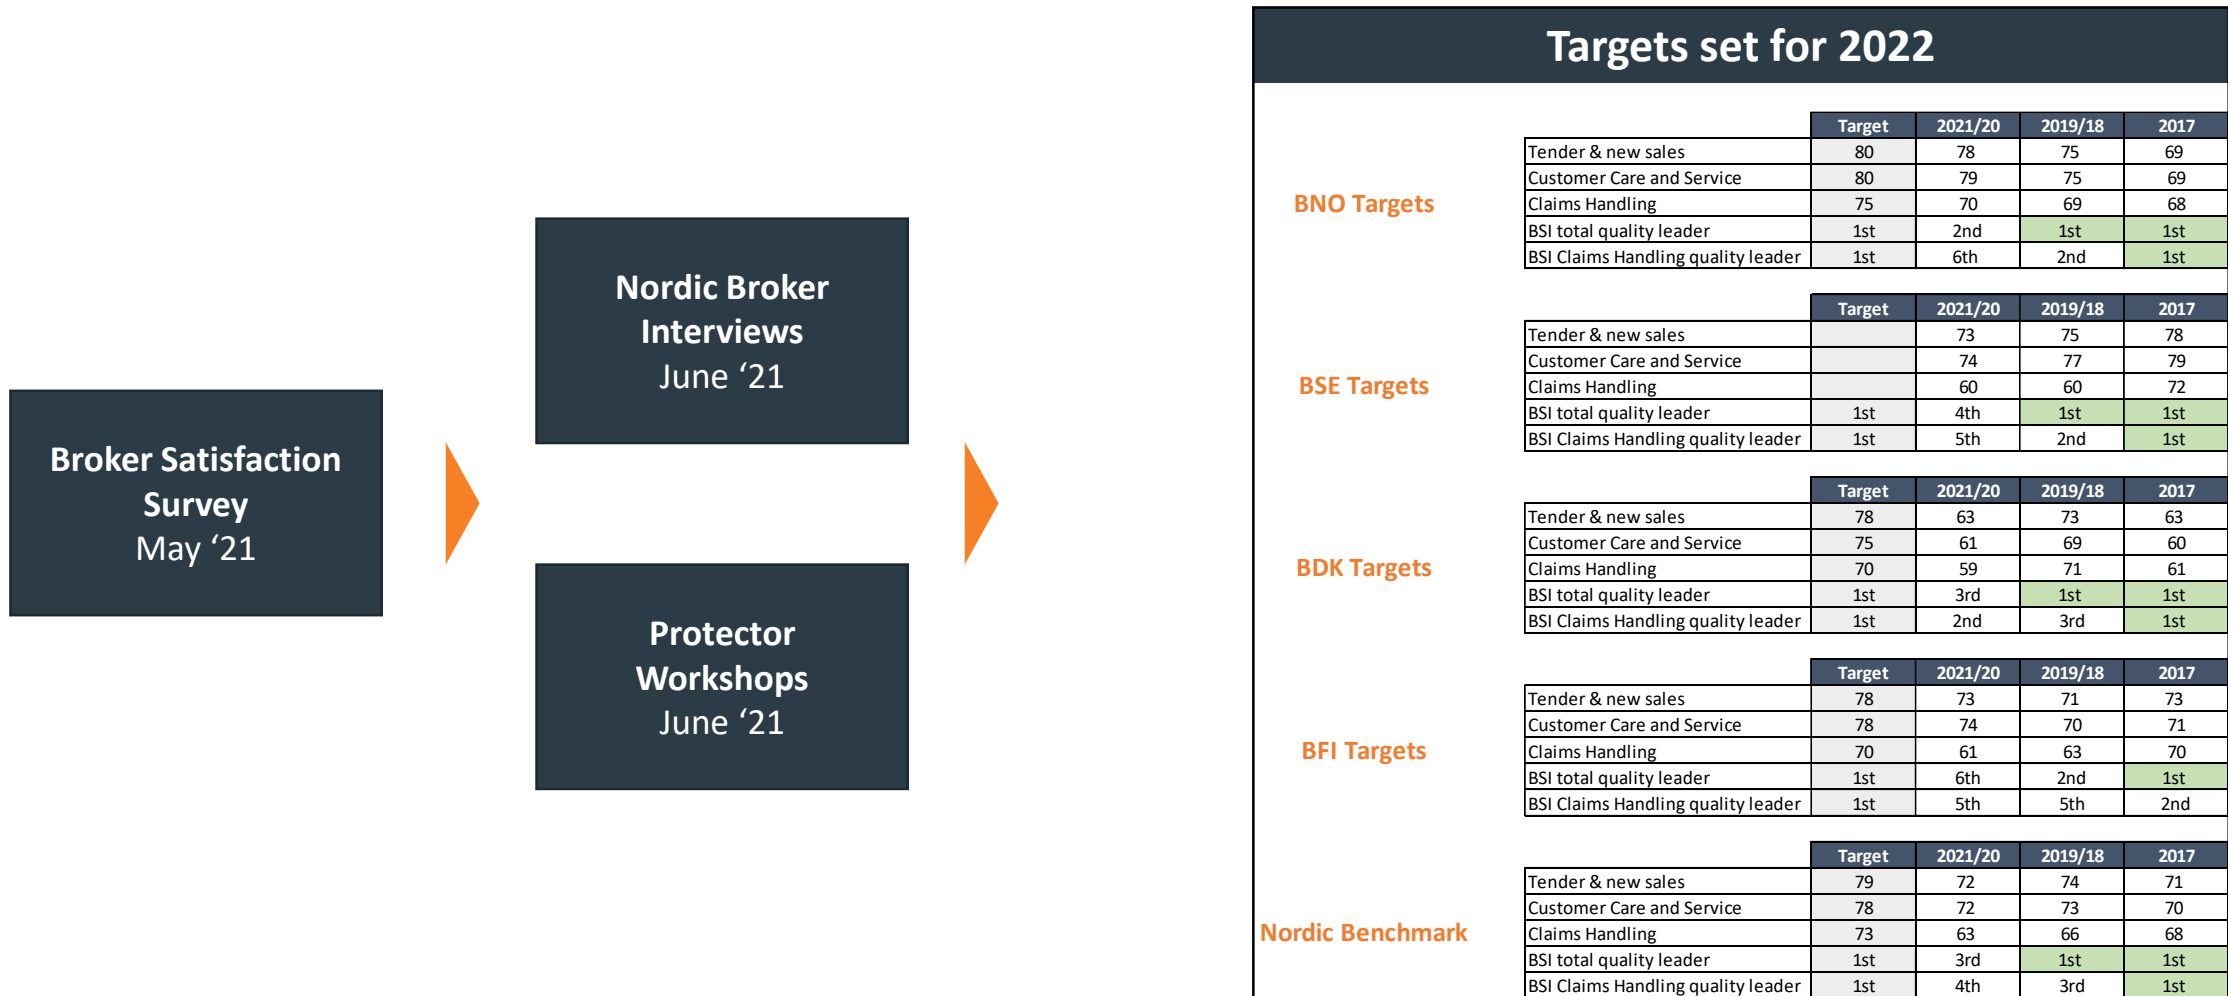 Broker Satisfaction
Survey
May ‘21
Nordic Broker
Interviews
June ‘21
Protector
Workshops
June ‘21
Targets set for 2022
BNO Targets
Target 2021/20 2019/18 2017
Tender & new sales 80 78 75 69
Customer Care and Service 80 79 75 69
Claims Handling 75 70 69 68
BSI total quality leader 1st 2nd 1st 1st
BSI Claims Handling quality leader 1st 6th 2nd 1st
BSE Targets
Target 2021/20 2019/18 2017
Tender & new sales 73 75 78
Customer Care and Service 74 77 79
Claims Handling 60 60 72
BSI total quality leader 1st 4th 1st 1st
BSI Claims Handling quality leader 1st 5th 2nd 1st
BDK Targets
Target 2021/20 2019/18 2017
Tender & new sales 78 63 73 63
Customer Care and Service 75 61 69 60
Claims Handling 70 59 71 61
BSI total quality leader 1st 3rd 1st 1st
BSI Claims Handling quality leader 1st 2nd 3rd 1st
BFI Targets
Target 2021/20 2019/18 2017
Tender & new sales 78 73 71 73
Customer Care and Service 78 74 70 71
Claims Handling 70 61 63 70
BSI total quality leader 1st 6th 2nd 1st
BSI Claims Handling quality leader 1st 5th 5th 2nd
Nordic Benchmark
Target 2021/20 2019/18 2017
Tender & new sales 79 72 74 71
Customer Care and Service 78 72 73 70
Claims Handling 73 63 66 68
BSI total quality leader 1st 3rd 1st 1st
BSI Claims Handling quality leader 1st 4th 3rd 1st